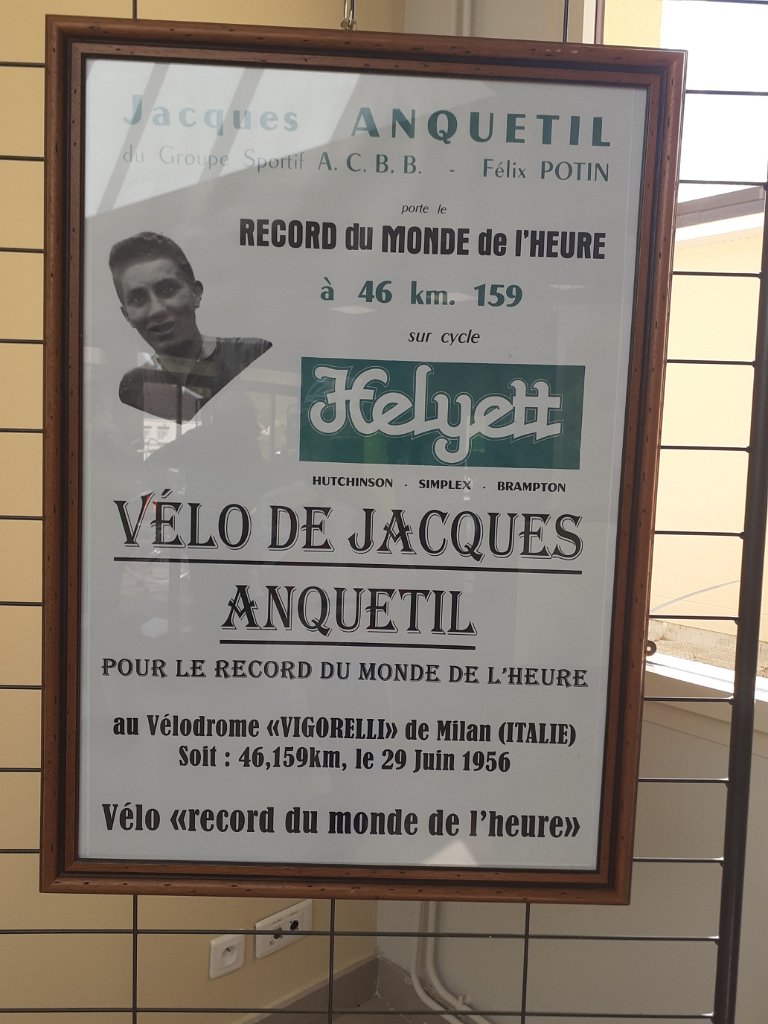 Jacques ANQUETIL
du Groupe Sportif A. C. B. B. - Félix POTIN
porte le
RECORD du MONDE de l'HEURE
à 46 km. 159
sur cycle
Helyett
HUTCHINSON . SIMPLEX . BRAMPTON
VÉLO DE JACQUES
ANQUETIL
POUR LE RECORD DU MONDE DE L'HEURE
au Vélodrome «VIGORELLI» de Milan (ITALIE)
Soit : 46,159km, le 29 Juin 1956
Vélo «record du monde de l'heure»